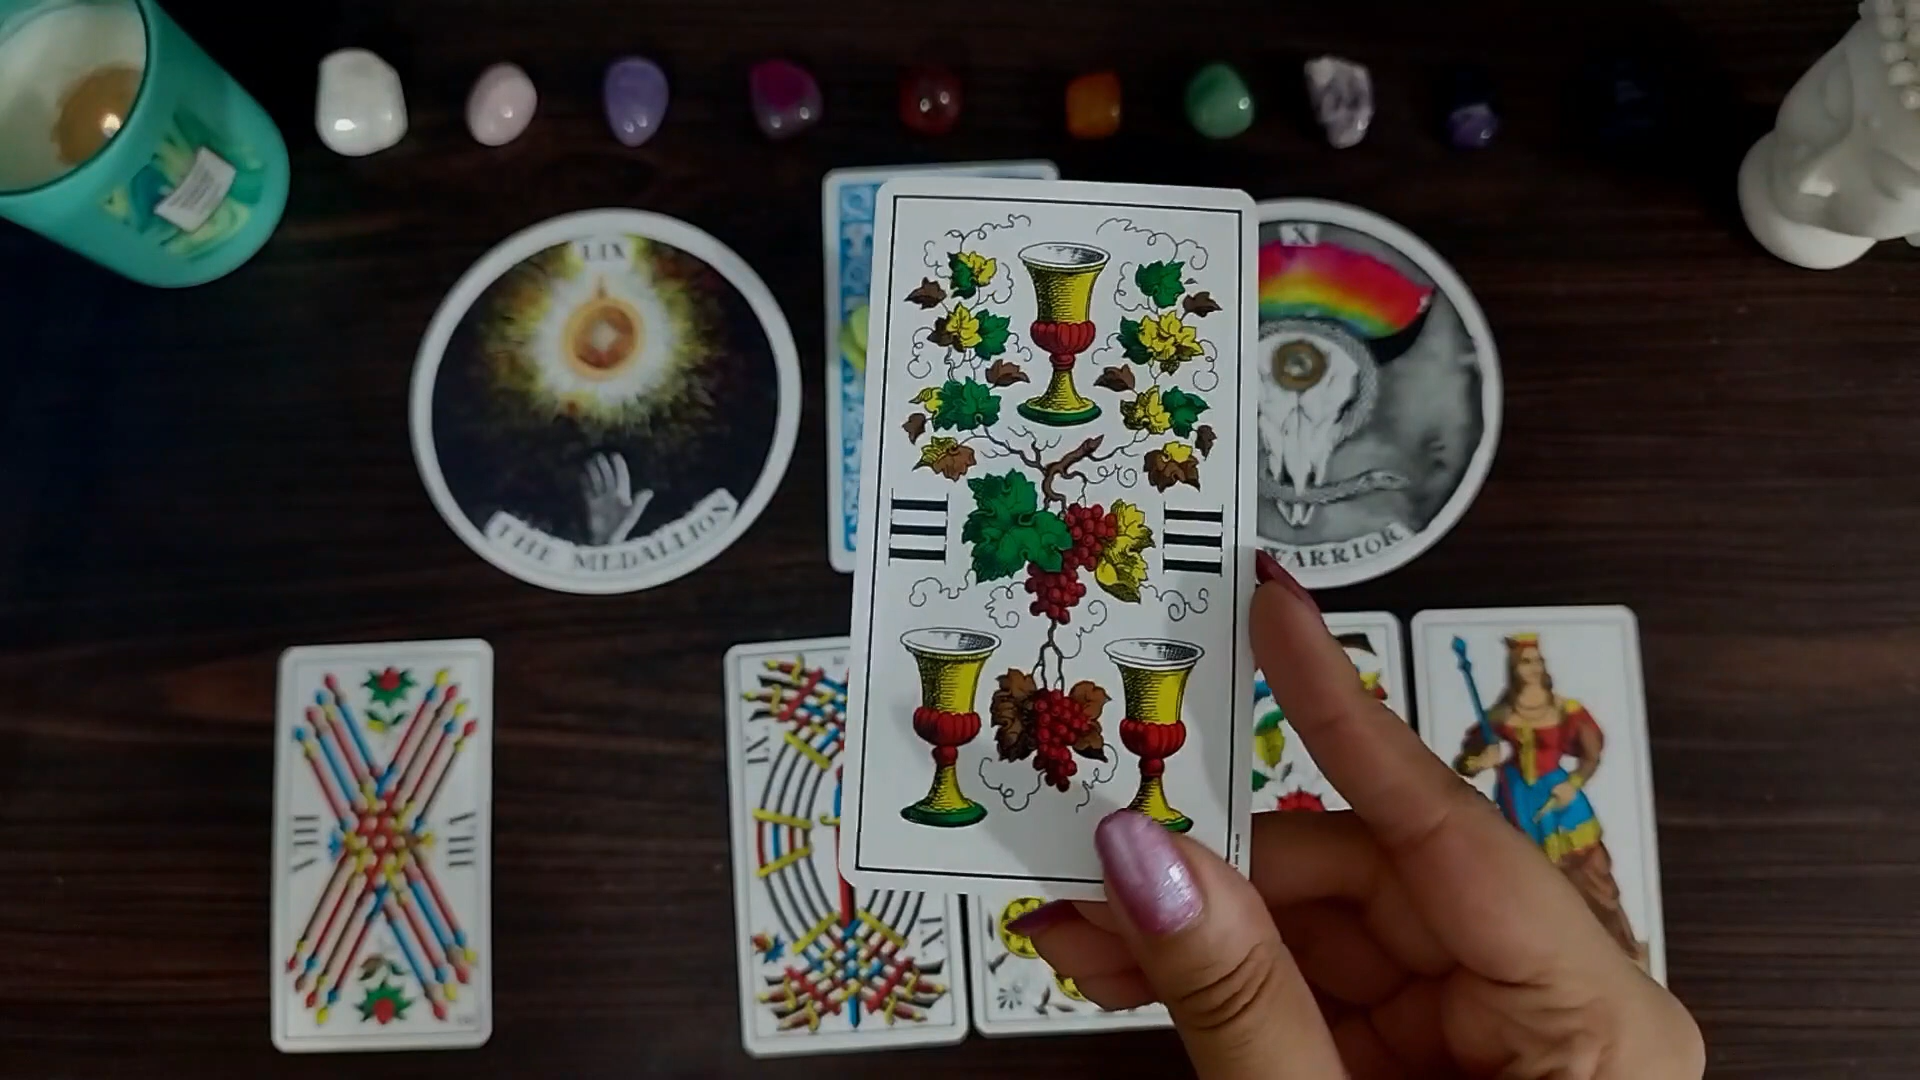 LIX
THE MEDALLION
X
WARRIOR
III
III
VIII
VIII
IX
IX